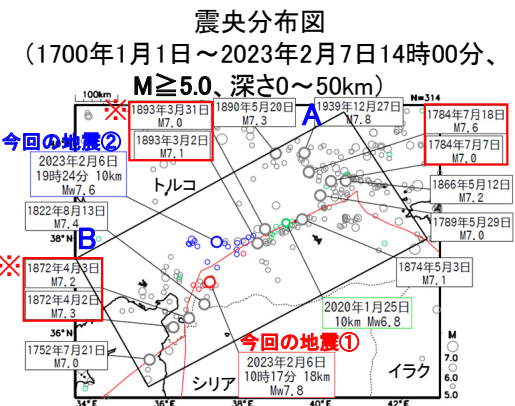 震央分布図
(1700年1月1日～2023年2月7日14時00分、
M≧5.0、深さ0～50km)
100km
N=314
※
1893年3月31日
M7.0
1893年3月2日
M7.1
1890年5月20日
M7.3
1939年12月27日
M7.8
A
1784年7月18日
M7.6
1784年7月7日
M7.0
今回の地震②
2023年2月6日
19時24分 10km
Mw7.6
トルコ
1866年5月12日
M7.2
1822年8月13日
M7.4
1789年5月29日
M7.0
38°N
B
※
1872年4月3日
M7.2
1872年4月2日
M7.3
1874年5月3日
M7.1
2020年1月25日
10km Mw6.8
36°N
今回の地震①
1752年7月21日
M7.0
2023年2月6日
10時17分 18km
Mw7.8
シリア
イラク
M
7.0
6.0
5.0
34°E
36°E
38°E
40°E
42°E